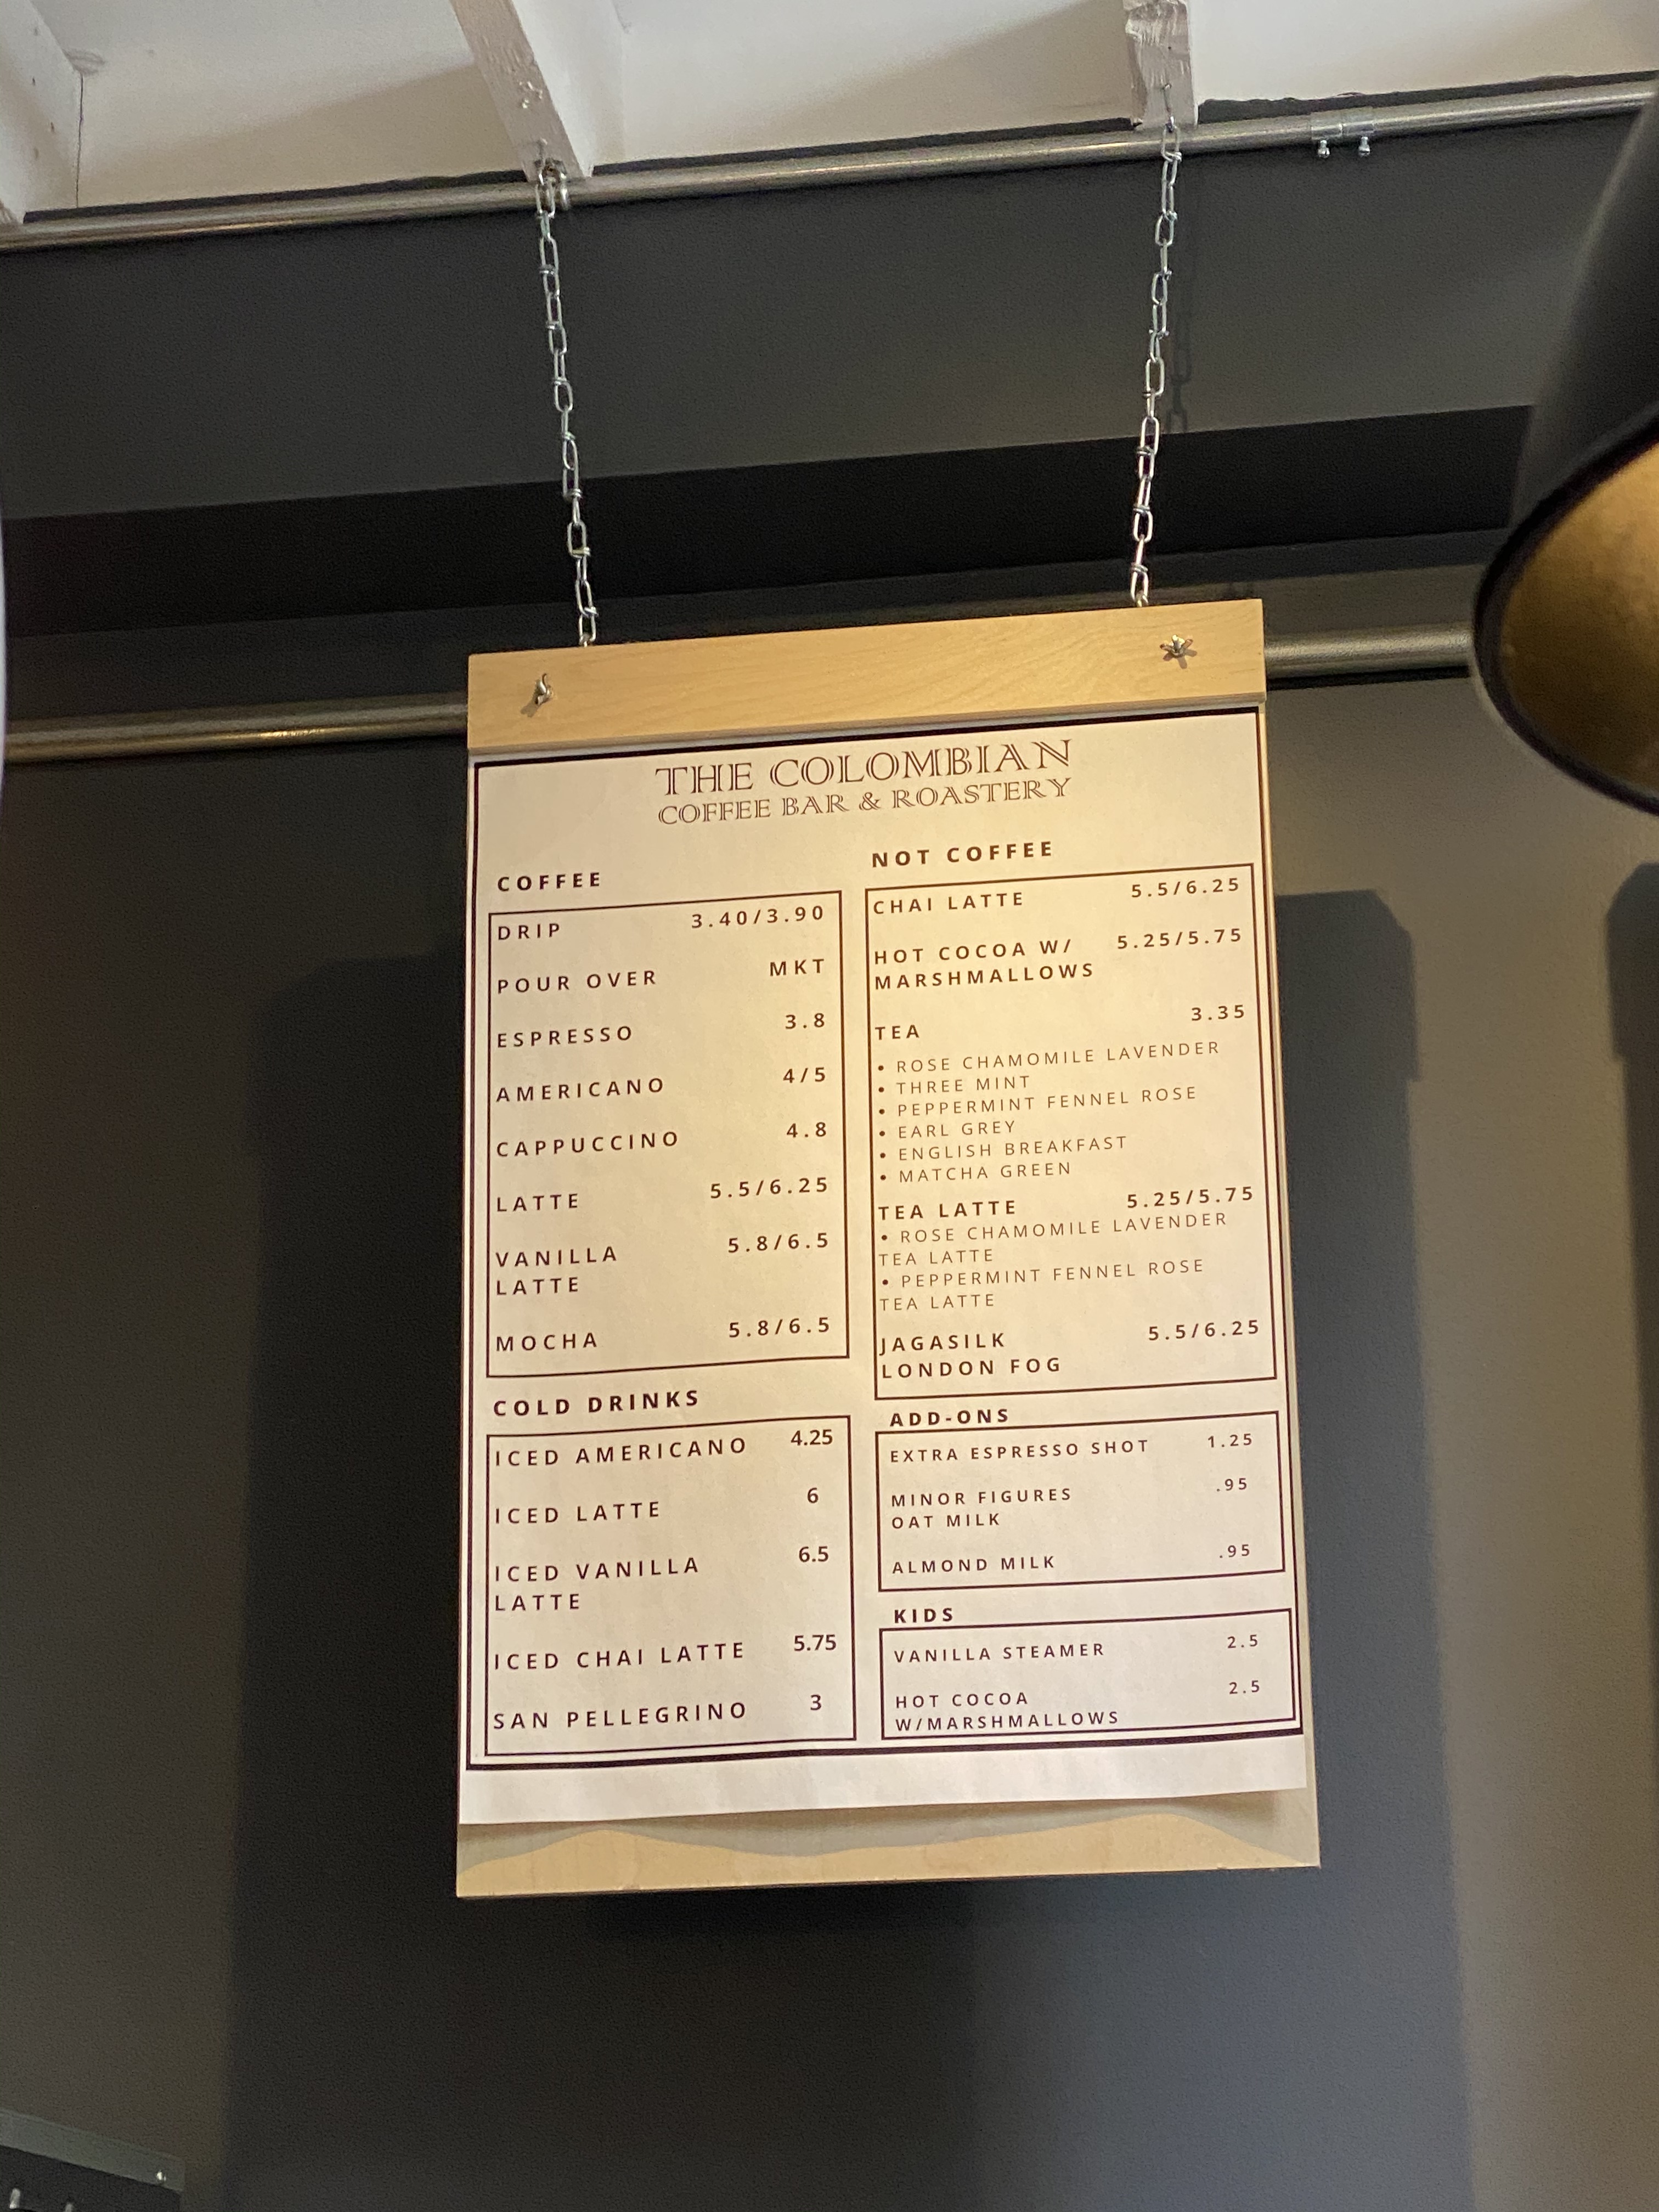 THE COLOMBIAN
COFFEE BAR & ROASTERY
COFFEE
DRIP 3.40/3.90
POUR OVER MKT
ESPRESSO 3.8
AMERICANO 4/5
CAPPUCCINO 4.8
LATTE 5.5/6.25
VANILLA 5.8/6.5
LATTE
MOCHA 5.8/6.5
COLD DRINKS
ICED AMERICANO 4.25
ICED LATTE 6
ICED VANILLA 6.5
LATTE
ICED CHAI LATTE 5.75
SAN PELLEGRINO 3
NOT COFFEE
CHAI LATTE 5.5/6.25
HOT COCOA W/ 5.25/5.75
MARSHMALLOWS
TEA 3.35
• ROSE CHAMOMILE LAVENDER
• THREE MINT
• PEPPERMINT FENNEL ROSE
• EARL GREY
• ENGLISH BREAKFAST
• MATCHA GREEN
TEA LATTE 5.25/5.75
• ROSE CHAMOMILE LAVENDER
TEA LATTE
• PEPPERMINT FENNEL ROSE
TEA LATTE
JAGASILK 5.5/6.25
LONDON FOG
ADD-ONS
EXTRA ESPRESSO SHOT 1.25
MINOR FIGURES .95
OAT MILK
ALMOND MILK .95
KIDS
VANILLA STEAMER 2.5
HOT COCOA 2.5
W/MARSHMALLOWS